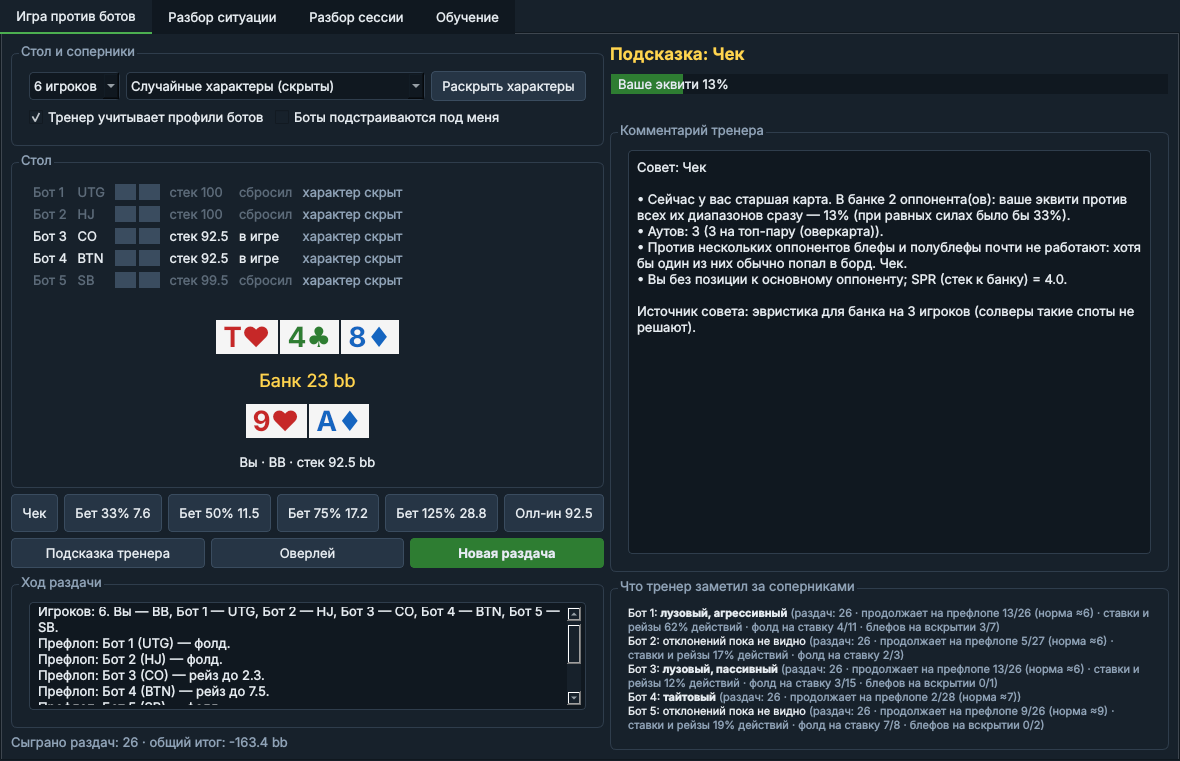 Игра против ботов
Разбор ситуации
Разбор сессии
Обучение
Стол и соперники
6 игроков
Случайные характеры (скрыты)
Раскрыть характеры
✓ Тренер учитывает профили ботов
Боты подстраиваются под меня
Стол
Бот 1 UTG стек 100 сбросил характер скрыт
Бот 2 HJ стек 100 сбросил характер скрыт
Бот 3 CO стек 92.5 в игре характер скрыт
Бот 4 BTN стек 92.5 в игре характер скрыт
Бот 5 SB стек 99.5 сбросил характер скрыт
T♥ 4♣ 8♦
Банк 23 bb
9♥ A♦
Вы · BB · стек 92.5 bb
Чек
Бет 33% 7.6
Бет 50% 11.5
Бет 75% 17.2
Бет 125% 28.8
Олл-ин 92.5
Подсказка тренера
Оверлей
Новая раздача
Ход раздачи
Игроков: 6. Вы — BB, Бот 1 — UTG, Бот 2 — HJ, Бот 3 — CO, Бот 4 — BTN, Бот 5 —
SB.
Префлоп: Бот 1 (UTG) — фолд.
Префлоп: Бот 2 (HJ) — фолд.
Префлоп: Бот 3 (CO) — рейз до 2.3.
Префлоп: Бот 4 (BTN) — рейз до 7.5.
Префлоп: Бот 5 (SB) — фолд.
Сыграно раздач: 26 · общий итог: -163.4 bb
Подсказка: Чек
Ваше эквити 13%
Комментарий тренера
Совет: Чек
• Сейчас у вас старшая карта. В банке 2 оппонента(ов): ваше эквити против
всех их диапазонов сразу — 13% (при равных силах было бы 33%).
• Аутов: 3 (3 на топ-пару (оверкарта)).
• Против нескольких оппонентов блефы и полублефы почти не работают: хотя
бы один из них обычно попал в борд. Чек.
• Вы без позиции к основному оппоненту; SPR (стек к банку) = 4.0.
Источник совета: эвристика для банка на 3 игроков (солверы такие споты не
решают).
Что тренер заметил за соперниками
Бот 1: лузовый, агрессивный (раздач: 26 · продолжает на префлопе 13/26 (норма ≈6) · ставки и
рейзы 62% действий · фолд на ставку 4/11 · блефов на вскрытии 3/7)
Бот 2: отклонений пока не видно (раздач: 26 · продолжает на префлопе 5/27 (норма ≈6) ·
ставки и рейзы 17% действий · фолд на ставку 2/3)
Бот 3: лузовый, пассивный (раздач: 26 · продолжает на префлопе 13/26 (норма ≈6) · ставки и
рейзы 12% действий · фолд на ставку 3/15 · блефов на вскрытии 0/1)
Бот 4: тайтовый (раздач: 26 · продолжает на префлопе 2/28 (норма ≈7))
Бот 5: отклонений пока не видно (раздач: 26 · продолжает на префлопе 9/26 (норма ≈9) ·
ставки и рейзы 19% действий · фолд на ставку 7/8 · блефов на вскрытии 0/2)